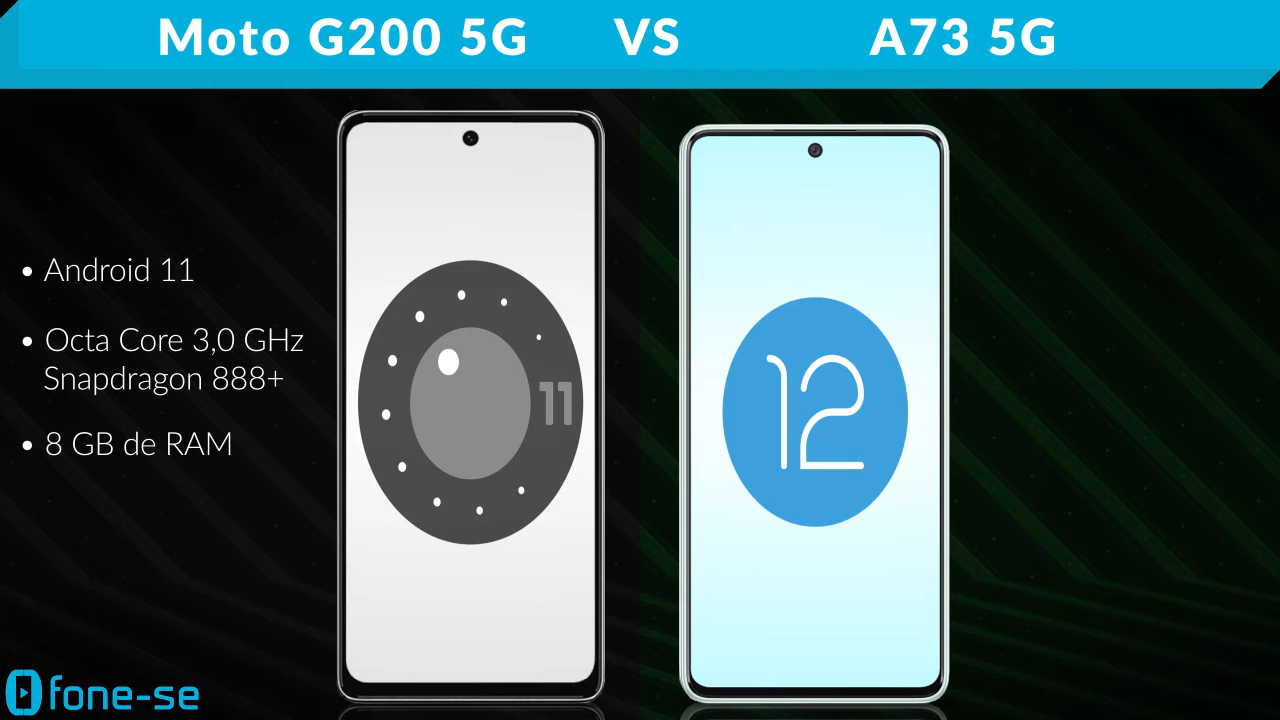 Moto G200 5G VS A73 5G
• Android 11
• Octa Core 3,0 GHz
Snapdragon 888+
• 8 GB de RAM
11
12
fone-se